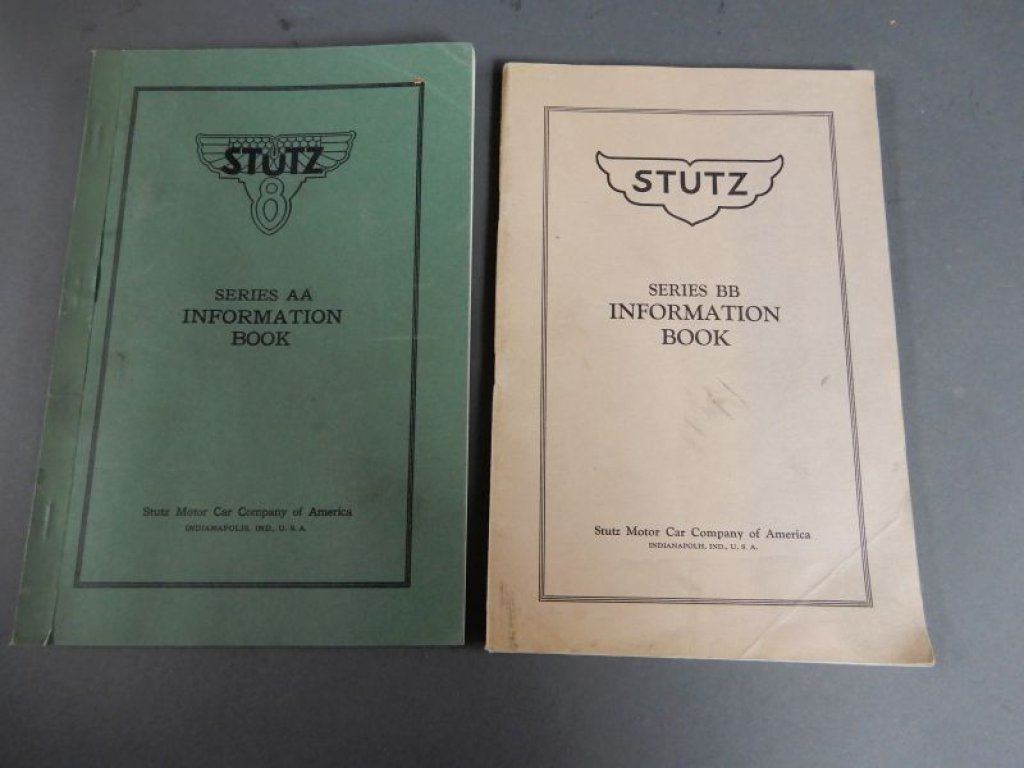 STUTZ
8
SERIES AA
INFORMATION
BOOK
Stutz Motor Car Company of America
INDIANAPOLIS, IND., U. S. A.
STUTZ
SERIES BB
INFORMATION
BOOK
Stutz Motor Car Company of America
INDIANAPOLIS, IND., U. S. A.